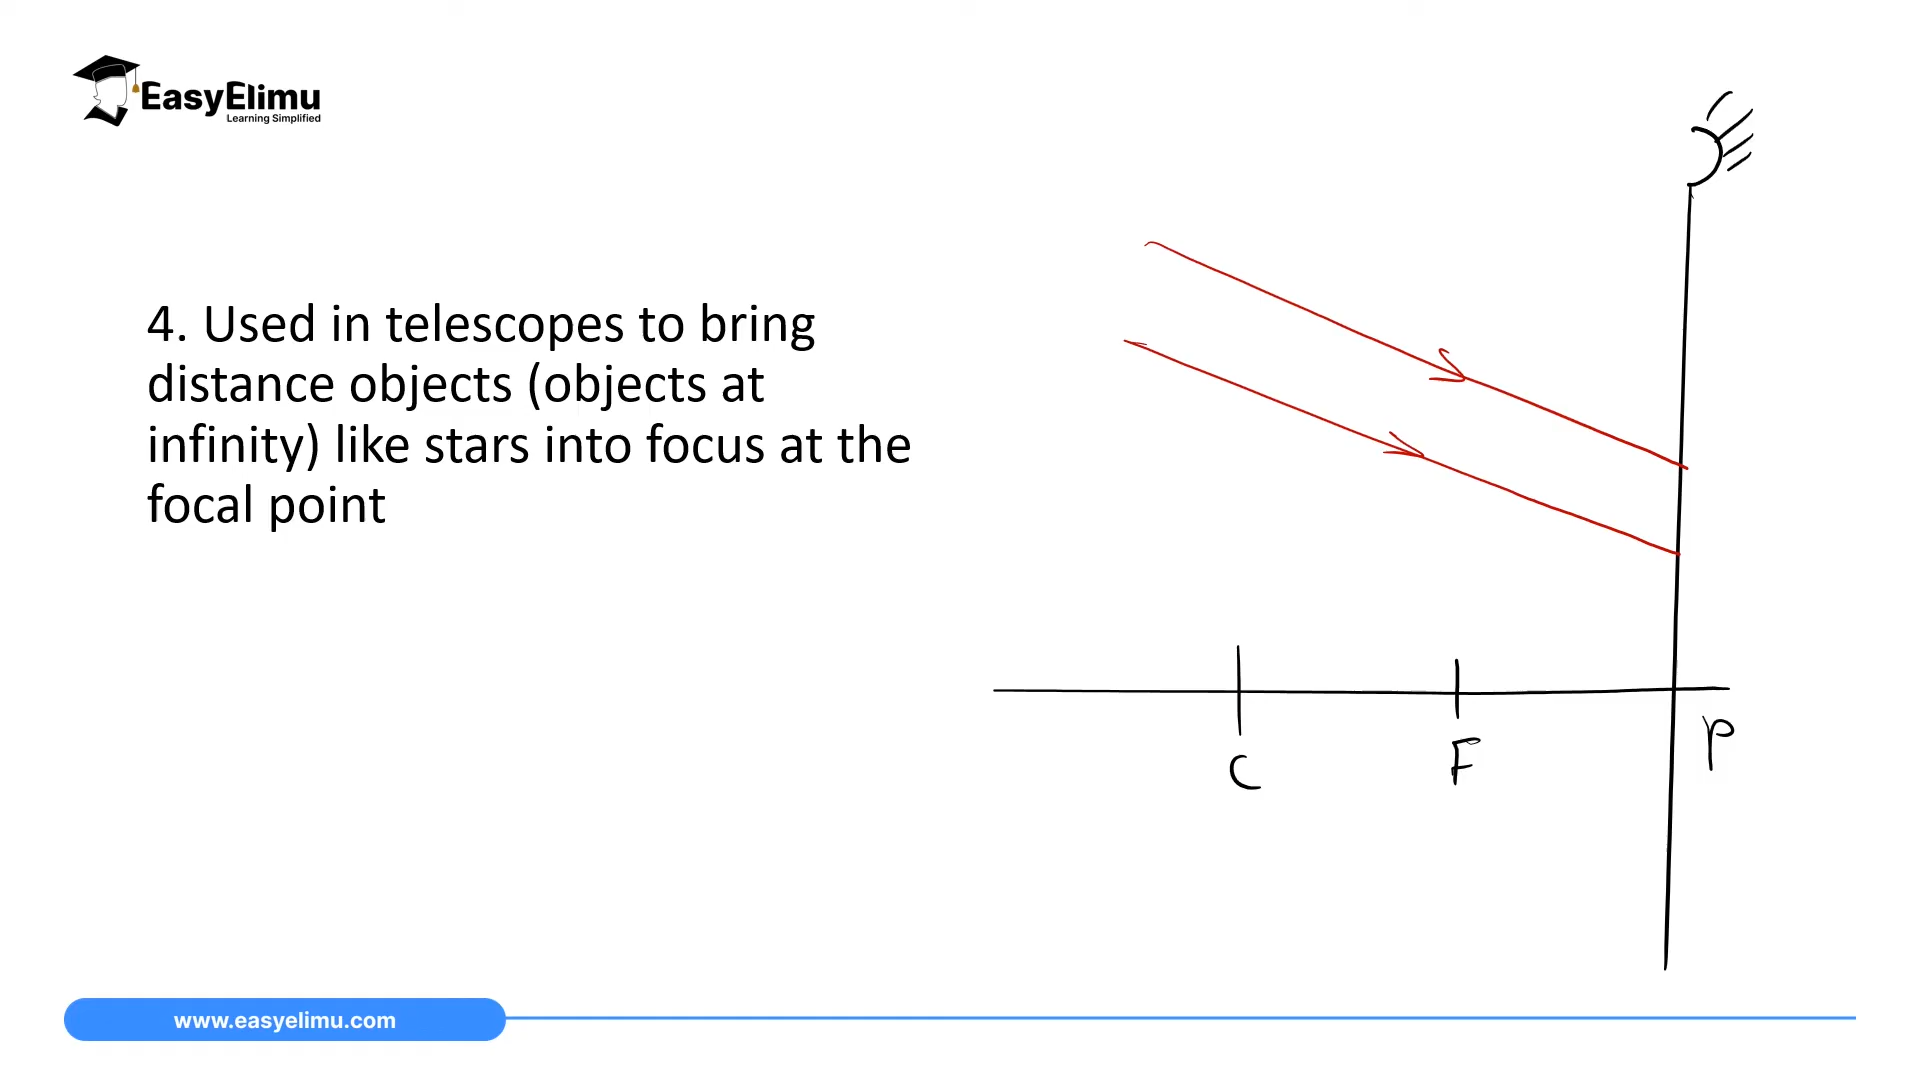 EasyElimu
Learning Simplified
4. Used in telescopes to bring
distance objects (objects at
infinity) like stars into focus at the
focal point
C
F
P
www.easyelimu.com